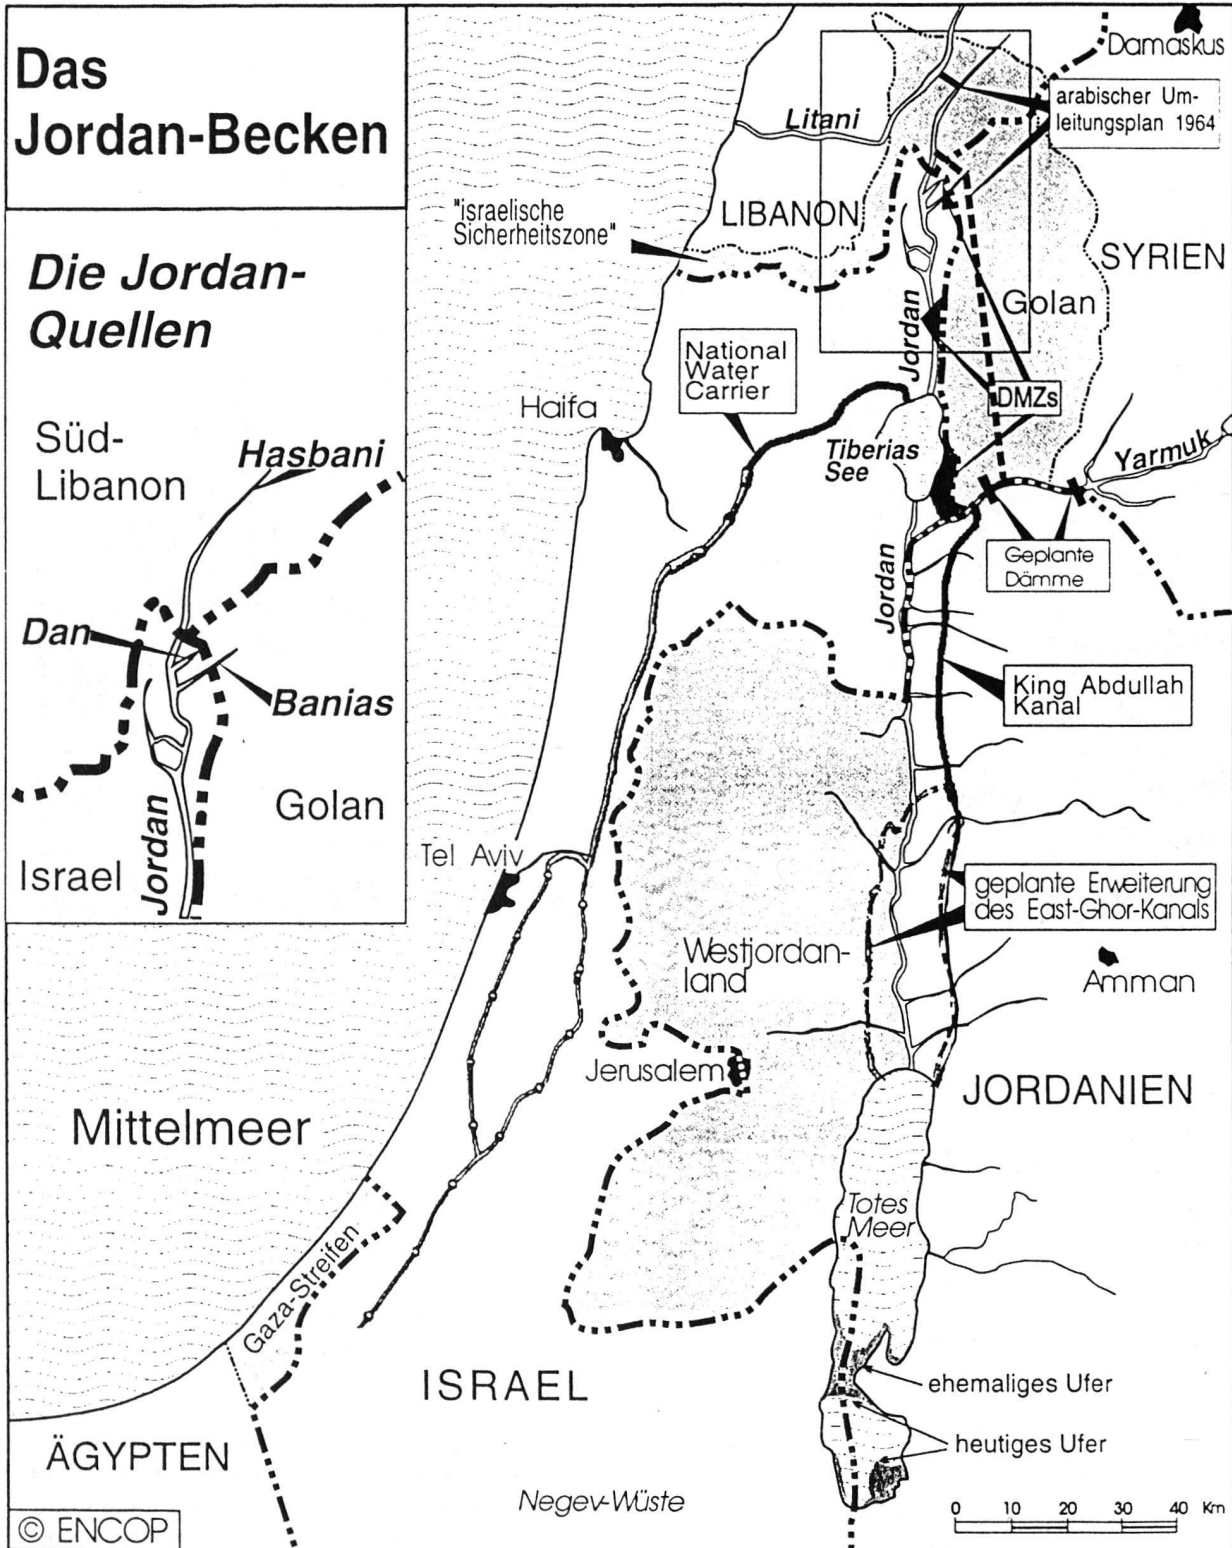 Das
Jordan-Becken
Die Jordan-
Quellen
Süd-
Libanon
Hasbani
Dan
Banias
Golan
Jordan
Israel
Damaskus
arabischer Um-
leitungsplan 1964
Litani
"israelische
Sicherheitszone"
LIBANON
SYRIEN
Golan
Jordan
National
Water
Carrier
DMZs
Haifa
Tiberias
See
Yarmuk
Geplante
Dämme
Jordan
King Abdullah
Kanal
Tel Aviv
geplante Erweiterung
des East-Ghor-Kanals
Westjordan-
land
Amman
Jerusalem
JORDANIEN
Mittelmeer
Totes
Meer
Gaza-Streifen
ISRAEL
ehemaliges Ufer
heutiges Ufer
ÄGYPTEN
Negev-Wüste
0 10 20 30 40 Km
© ENCOP